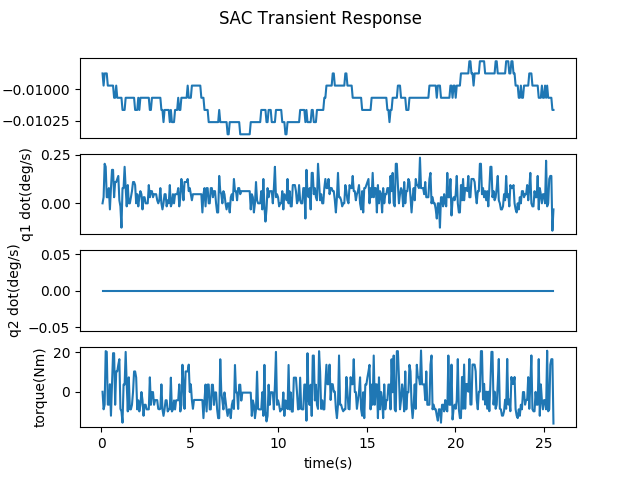 SAC Transient Response
−0.01000
−0.01025
q1 dot(deg/s)
0.25
0.00
q2 dot(deg/s)
0.05
0.00
−0.05
torque(Nm)
20
0
0 5 10 15 20 25
time(s)